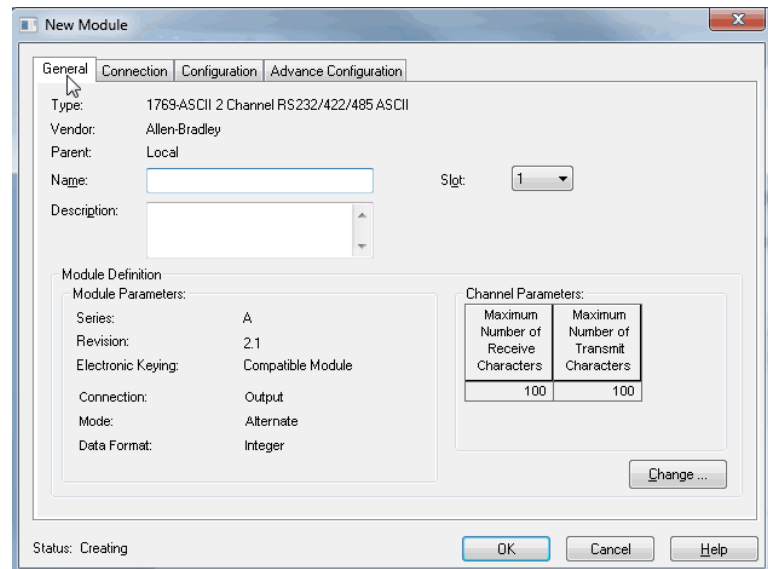 New Module
General Connection Configuration Advance Configuration
Type: 1769-ASCII 2 Channel RS232/422/485 ASCII
Vendor: Allen-Bradley
Parent: Local
Name: Slot: 1
Description:
Module Definition
Module Parameters: Channel Parameters:
Series: A
Revision: 2.1
Electronic Keying: Compatible Module
Connection: Output
Mode: Alternate
Data Format: Integer
Maximum Number of Receive Characters
Maximum Number of Transmit Characters
100 100
Change ...
Status: Creating OK Cancel Help